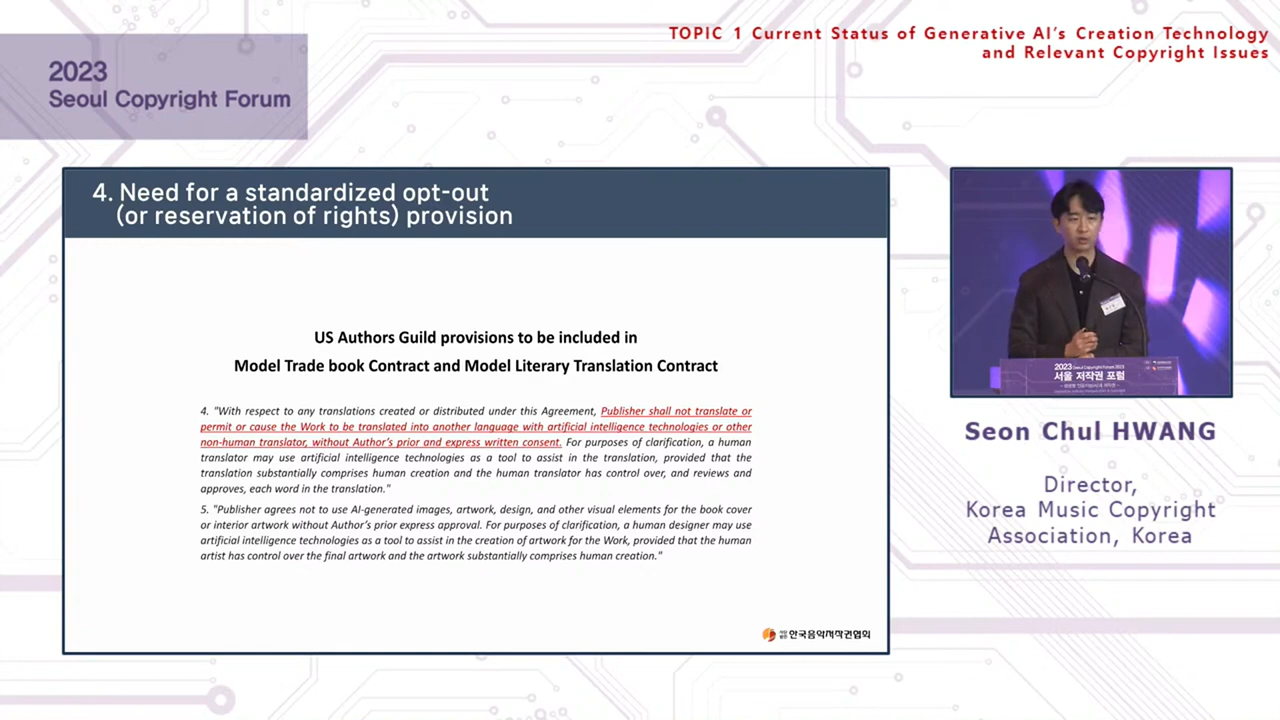 TOPIC 1 Current Status of Generative AI's Creation Technology
and Relevant Copyright Issues
2023
Seoul Copyright Forum
4. Need for a standardized opt-out
(or reservation of rights) provision
US Authors Guild provisions to be included in
Model Trade book Contract and Model Literary Translation Contract
4. "With respect to any translations created or distributed under this Agreement, Publisher shall not translate or
permit or cause the Work to be translated into another language with artificial intelligence technologies or other
non-human translator, without Author's prior and express written consent. For purposes of clarification, a human
translator may use artificial intelligence technologies as a tool to assist in the translation, provided that the
translation substantially comprises human creation and the human translator has control over, and reviews and
approves, each word in the translation."
5. "Publisher agrees not to use AI-generated images, artwork, design, and other visual elements for the book cover
or interior artwork without Author's prior express approval. For purposes of clarification, a human designer may use
artificial intelligence technologies as a tool to assist in the creation of artwork for the Work, provided that the human
artist has control over the final artwork and the artwork substantially comprises human creation."
한국음악저작권협회
2023 Seoul Copyright Forum 2023
서울 저작권 포럼
Seon Chul HWANG
Director,
Korea Music Copyright
Association, Korea